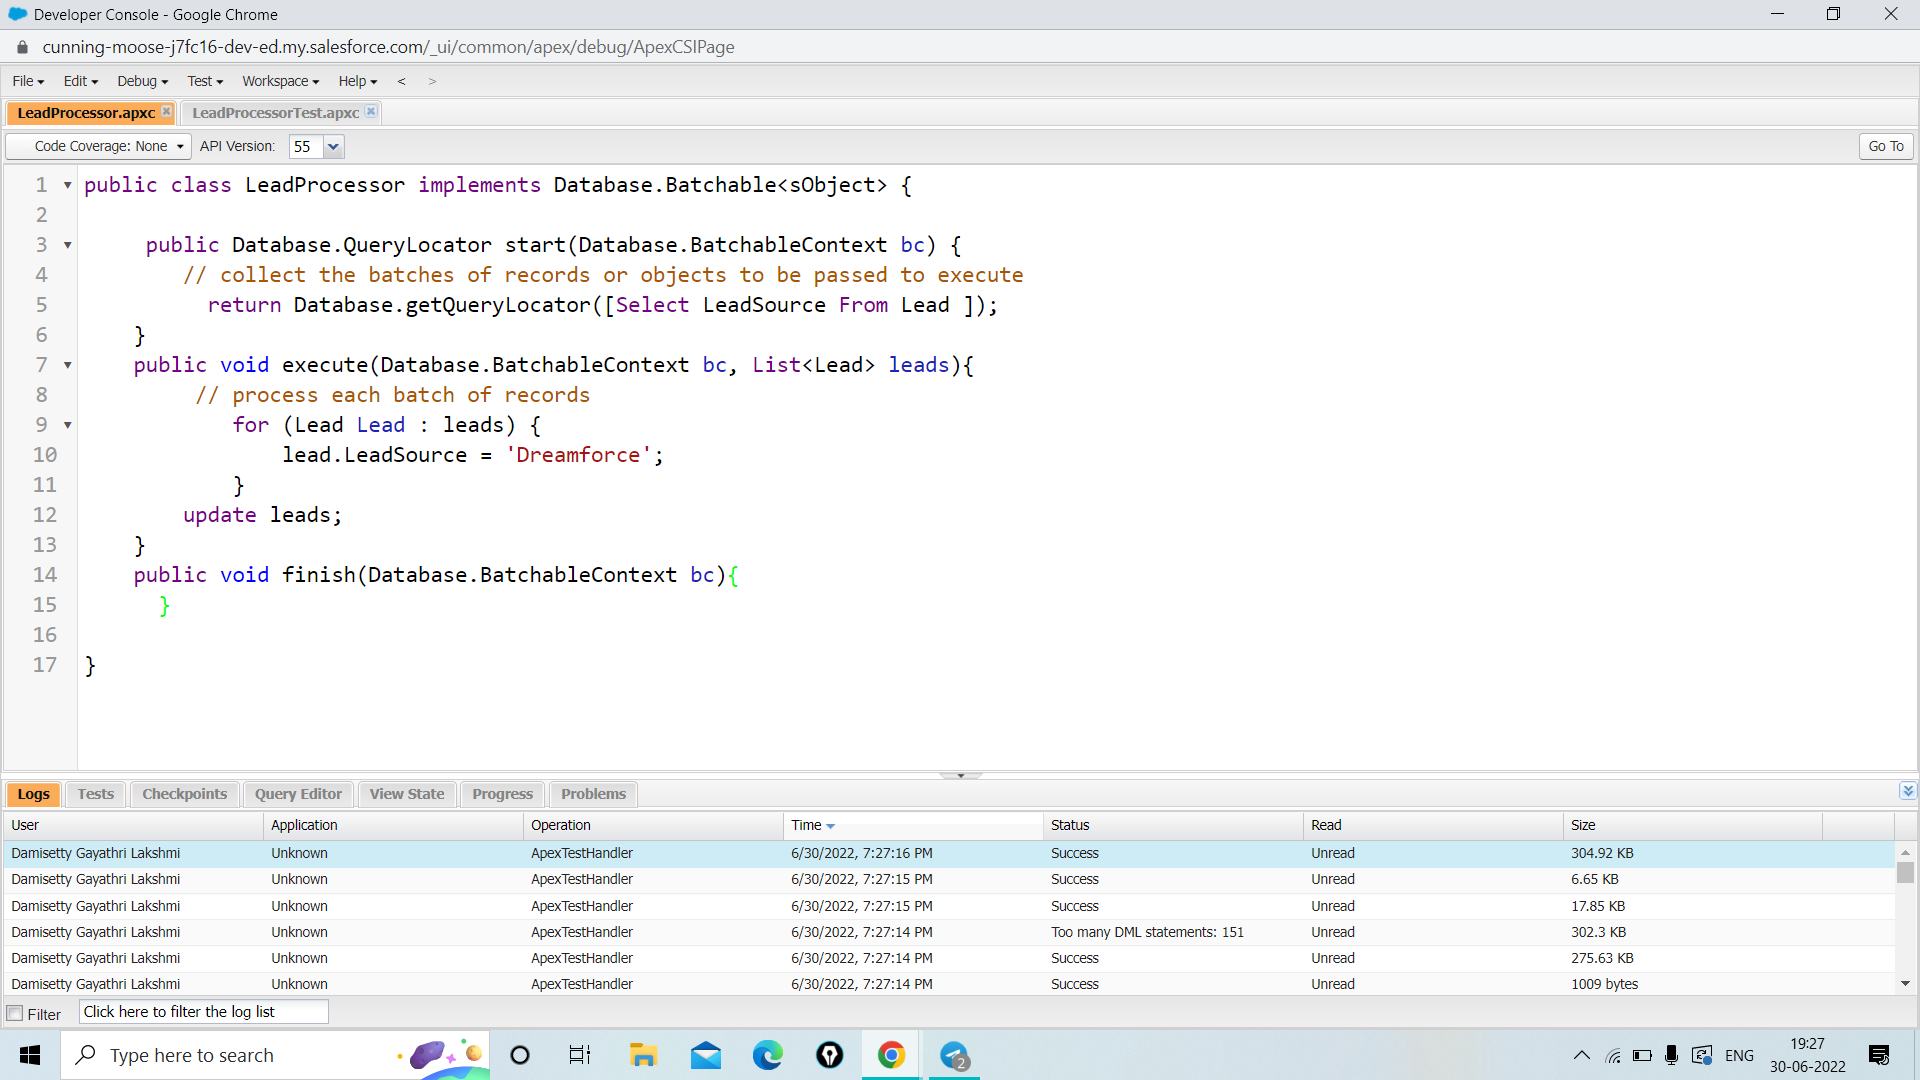 Developer Console - Google Chrome
cunning-moose-j7fc16-dev-ed.my.salesforce.com/_ui/common/apex/debug/ApexCSIPage
File Edit Debug Test Workspace Help < >
LeadProcessor.apxc LeadProcessorTest.apxc
Code Coverage: None API Version: 55 Go To
1 public class LeadProcessor implements Database.Batchable<sObject> {
2
3 public Database.QueryLocator start(Database.BatchableContext bc) {
4 // collect the batches of records or objects to be passed to execute
5 return Database.getQueryLocator([Select LeadSource From Lead ]);
6 }
7 public void execute(Database.BatchableContext bc, List<Lead> leads){
8 // process each batch of records
9 for (Lead Lead : leads) {
10 lead.LeadSource = 'Dreamforce';
11 }
12 update leads;
13 }
14 public void finish(Database.BatchableContext bc){
15 }
16
17 }
Logs Tests Checkpoints Query Editor View State Progress Problems
User Application Operation Time Status Read Size
Damisetty Gayathri Lakshmi Unknown ApexTestHandler 6/30/2022, 7:27:16 PM Success Unread 304.92 KB
Damisetty Gayathri Lakshmi Unknown ApexTestHandler 6/30/2022, 7:27:15 PM Success Unread 6.65 KB
Damisetty Gayathri Lakshmi Unknown ApexTestHandler 6/30/2022, 7:27:15 PM Success Unread 17.85 KB
Damisetty Gayathri Lakshmi Unknown ApexTestHandler 6/30/2022, 7:27:14 PM Too many DML statements: 151 Unread 302.3 KB
Damisetty Gayathri Lakshmi Unknown ApexTestHandler 6/30/2022, 7:27:14 PM Success Unread 275.63 KB
Damisetty Gayathri Lakshmi Unknown ApexTestHandler 6/30/2022, 7:27:14 PM Success Unread 1009 bytes
Filter Click here to filter the log list
Type here to search 2 ENG 19:27
30-06-2022